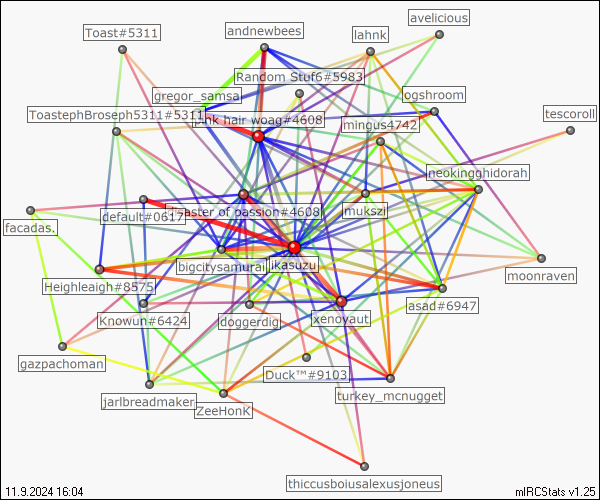 Toast#5311
andnewbees
lahnk
avelicious
Random Stuf6#5983
gregor_samsa
ogshroom
ToastephBroseph5311#5311
pink hair woag#4608
mingus4742
tescoroll
neokingghidorah
default#0617
master of passion#4608
mukszi
facadas.
bigcitysamurai
ikasuzu
moonraven
Heighleaigh#8575
Knowun#6424
doggerdig
xenoyaut
asad#6947
gazpachoman
Duck™#9103
jarlbreadmaker
ZeeHonK
turkey_mcnugget
thiccusboiusalexusjoneus
11.9.2024 16:04
mIRCStats v1.25